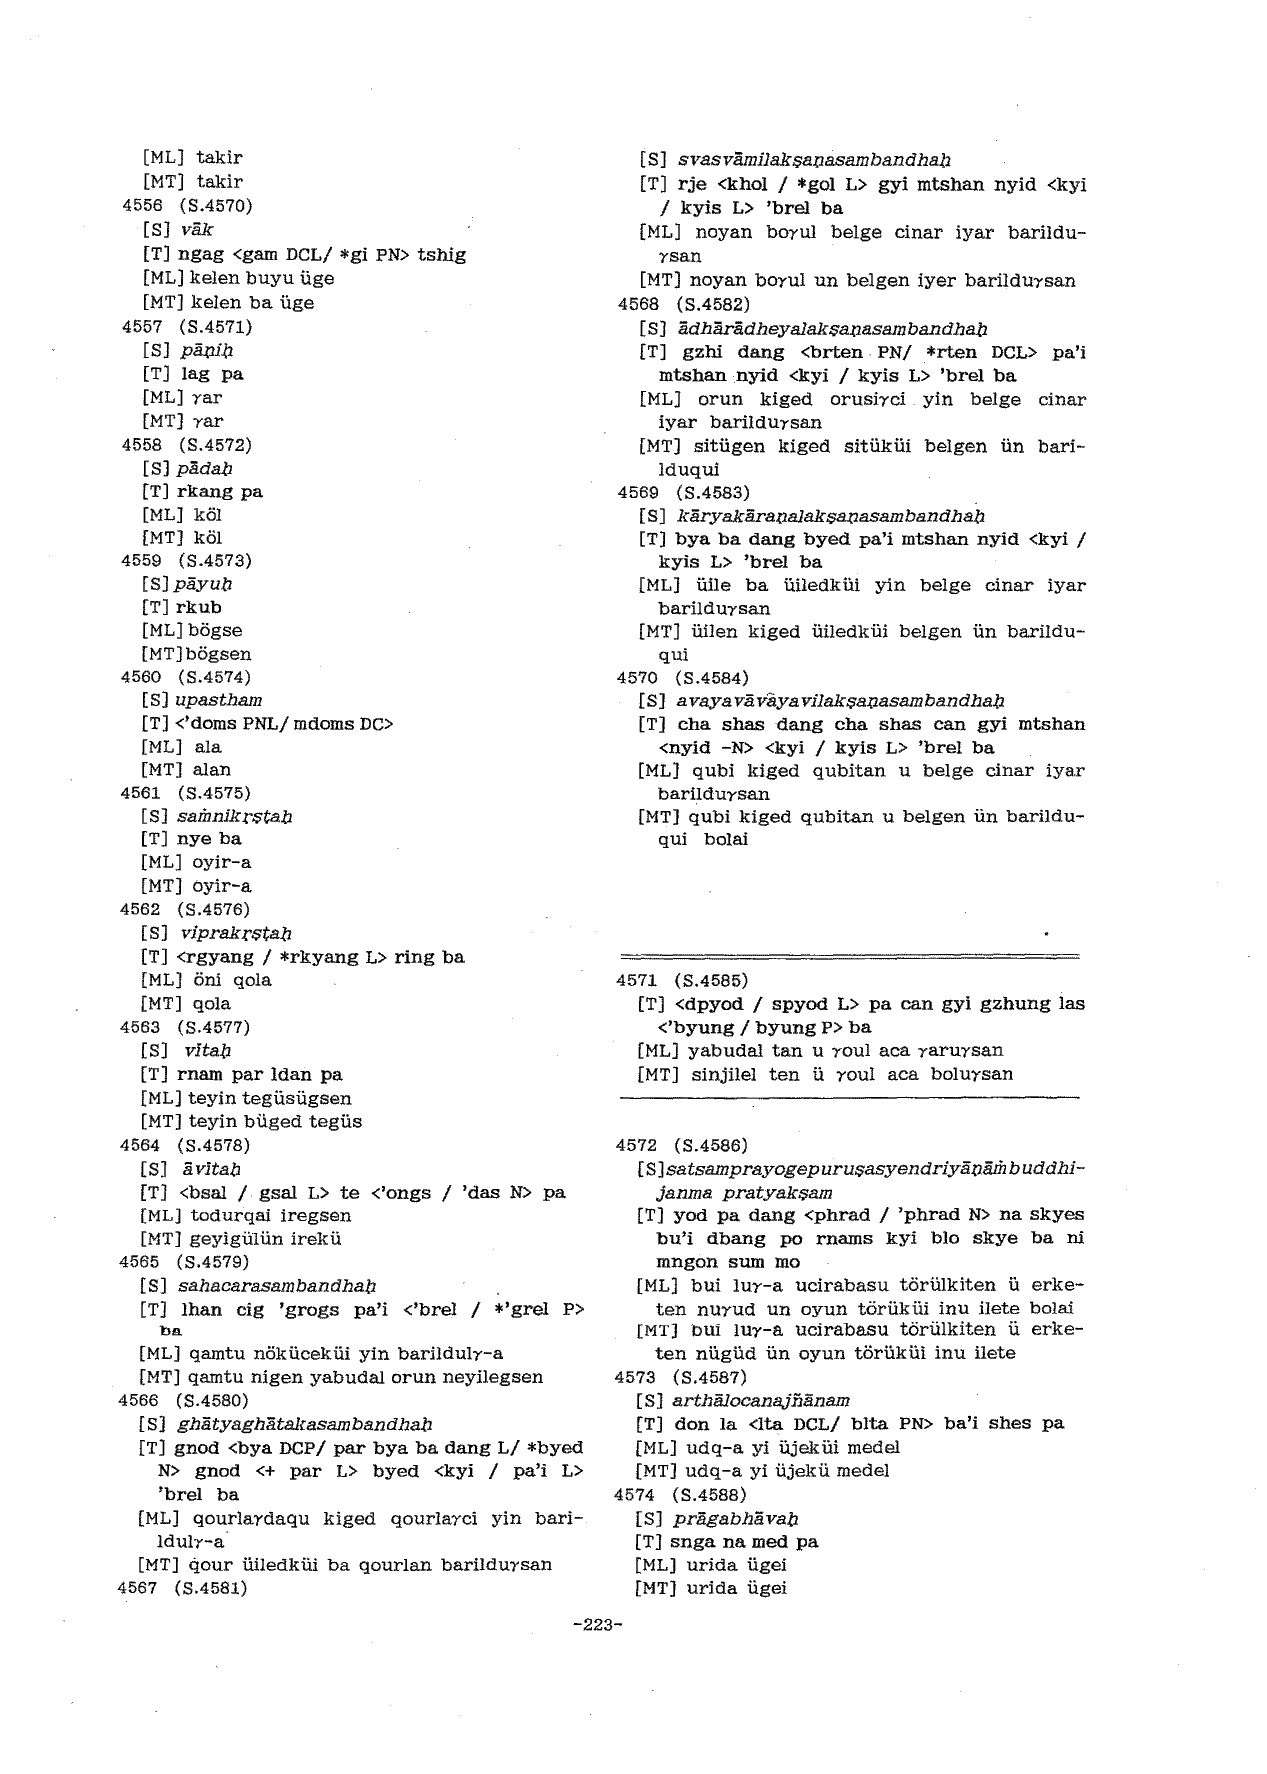 [ML] takir
[MT] takir
4556 (S.4570)
[S] vāk
[T] ngag <gam DCL/ *gi PN> tshig
[ML] kelen buyu üge
[MT] kelen ba üge
4557 (S.4571)
[S] pāṇiḥ
[T] lag pa
[ML] γar
[MT] γar
4558 (S.4572)
[S] pādaḥ
[T] rkang pa
[ML] köl
[MT] köl
4559 (S.4573)
[S] pāyuḥ
[T] rkub
[ML] bögse
[MT] bögsen
4560 (S.4574)
[S] upastham
[T] <'doms PNL/ mdoms DC>
[ML] ala
[MT] alan
4561 (S.4575)
[S] saṁnikṛṣṭaḥ
[T] nye ba
[ML] oyir-a
[MT] oyir-a
4562 (S.4576)
[S] viprakṛṣṭaḥ
[T] <rgyang / *rkyang L> ring ba
[ML] öni qola
[MT] qola
4563 (S.4577)
[S] vītaḥ
[T] rnam par ldan pa
[ML] teyin tegüsügsen
[MT] teyin büged tegüs
4564 (S.4578)
[S] āvītaḥ
[T] <bsal / gsal L> te <'ongs / 'das N> pa
[ML] todurqai iregsen
[MT] geyigülün irekü
4565 (S.4579)
[S] sahacarasambandhaḥ
[T] lhan cig 'grogs pa'i <'brel / *'grel P>
ba
[ML] qamtu nökücеküi yin barilduly-a
[MT] qamtu nigen yabudal orun neyilegsen
4566 (S.4580)
[S] ghātyaghātakasambandhaḥ
[T] gnod <bya DCP/ par bya ba dang L/ *byed
N> gnod <+ par L> byed <kyi / pa'i L>
'brel ba
[ML] qourlaγdaqu kiged qourlaγci yin bari-
ldulγ-a
[MT] qour üiledküi ba qourlan barilduγsan
4567 (S.4581)
[S] svasvāmilakṣaṇasambandhaḥ
[T] rje <khol / *gol L> gyi mtshan nyid <kyi
/ kyis L> 'brel ba
[ML] noyan boγul belge cinar iyar barildu-
γsan
[MT] noyan boγul un belgen iyer barilduγsan
4568 (S.4582)
[S] ādhārādheyalakṣaṇasambandhaḥ
[T] gzhi dang <brten PN/ *rten DCL> pa'i
mtshan nyid <kyi / kyis L> 'brel ba
[ML] orun kiged orusiγci yin belge cinar
iyar barilduγsan
[MT] sitügen kiged sitüküi belgen ün bari-
lduqui
4569 (S.4583)
[S] kāryakāraṇalakṣaṇasambandhaḥ
[T] bya ba dang byed pa'i mtshan nyid <kyi /
kyis L> 'brel ba
[ML] üile ba üiledküi yin belge cinar iyar
barilduγsan
[MT] üilen kiged üiledküi belgen ün barildu-
qui
4570 (S.4584)
[S] avayavāvāyavilakṣaṇasambandhaḥ
[T] cha shas dang cha shas can gyi mtshan
<nyid -N> <kyi / kyis L> 'brel ba
[ML] qubi kiged qubitan u belge cinar iyar
barilduγsan
[MT] qubi kiged qubitan u belgen ün barildu-
qui bolai
4571 (S.4585)
[T] <dpyod / spyod L> pa can gyi gzhung las
<'byung / byung P> ba
[ML] yabudal tan u γoul aca γaruγsan
[MT] sinjilel ten ü γoul aca boluγsan
4572 (S.4586)
[S]satsamprayogepuruṣasyendriyāṇāṁbuddhi-
janma pratyakṣam
[T] yod pa dang <phrad / 'phrad N> na skyes
bu'i dbang po rnams kyi blo skye ba ni
mngon sum mo
[ML] bui luγ-a ucirabasu törülkiten ü erke-
ten nuγud un oyun törüküi inu ilete bolai
[MT] bui luγ-a ucirabasu törülkiten ü erke-
ten nügüd ün oyun törüküi inu ilete
4573 (S.4587)
[S] arthālocanajñānam
[T] don la <lta DCL/ blta PN> ba'i shes pa
[ML] udq-a yi üjeküi medel
[MT] udq-a yi üjekü medel
4574 (S.4588)
[S] prāgabhāvaḥ
[T] snga na med pa
[ML] urida ügei
[MT] urida ügei
-223-